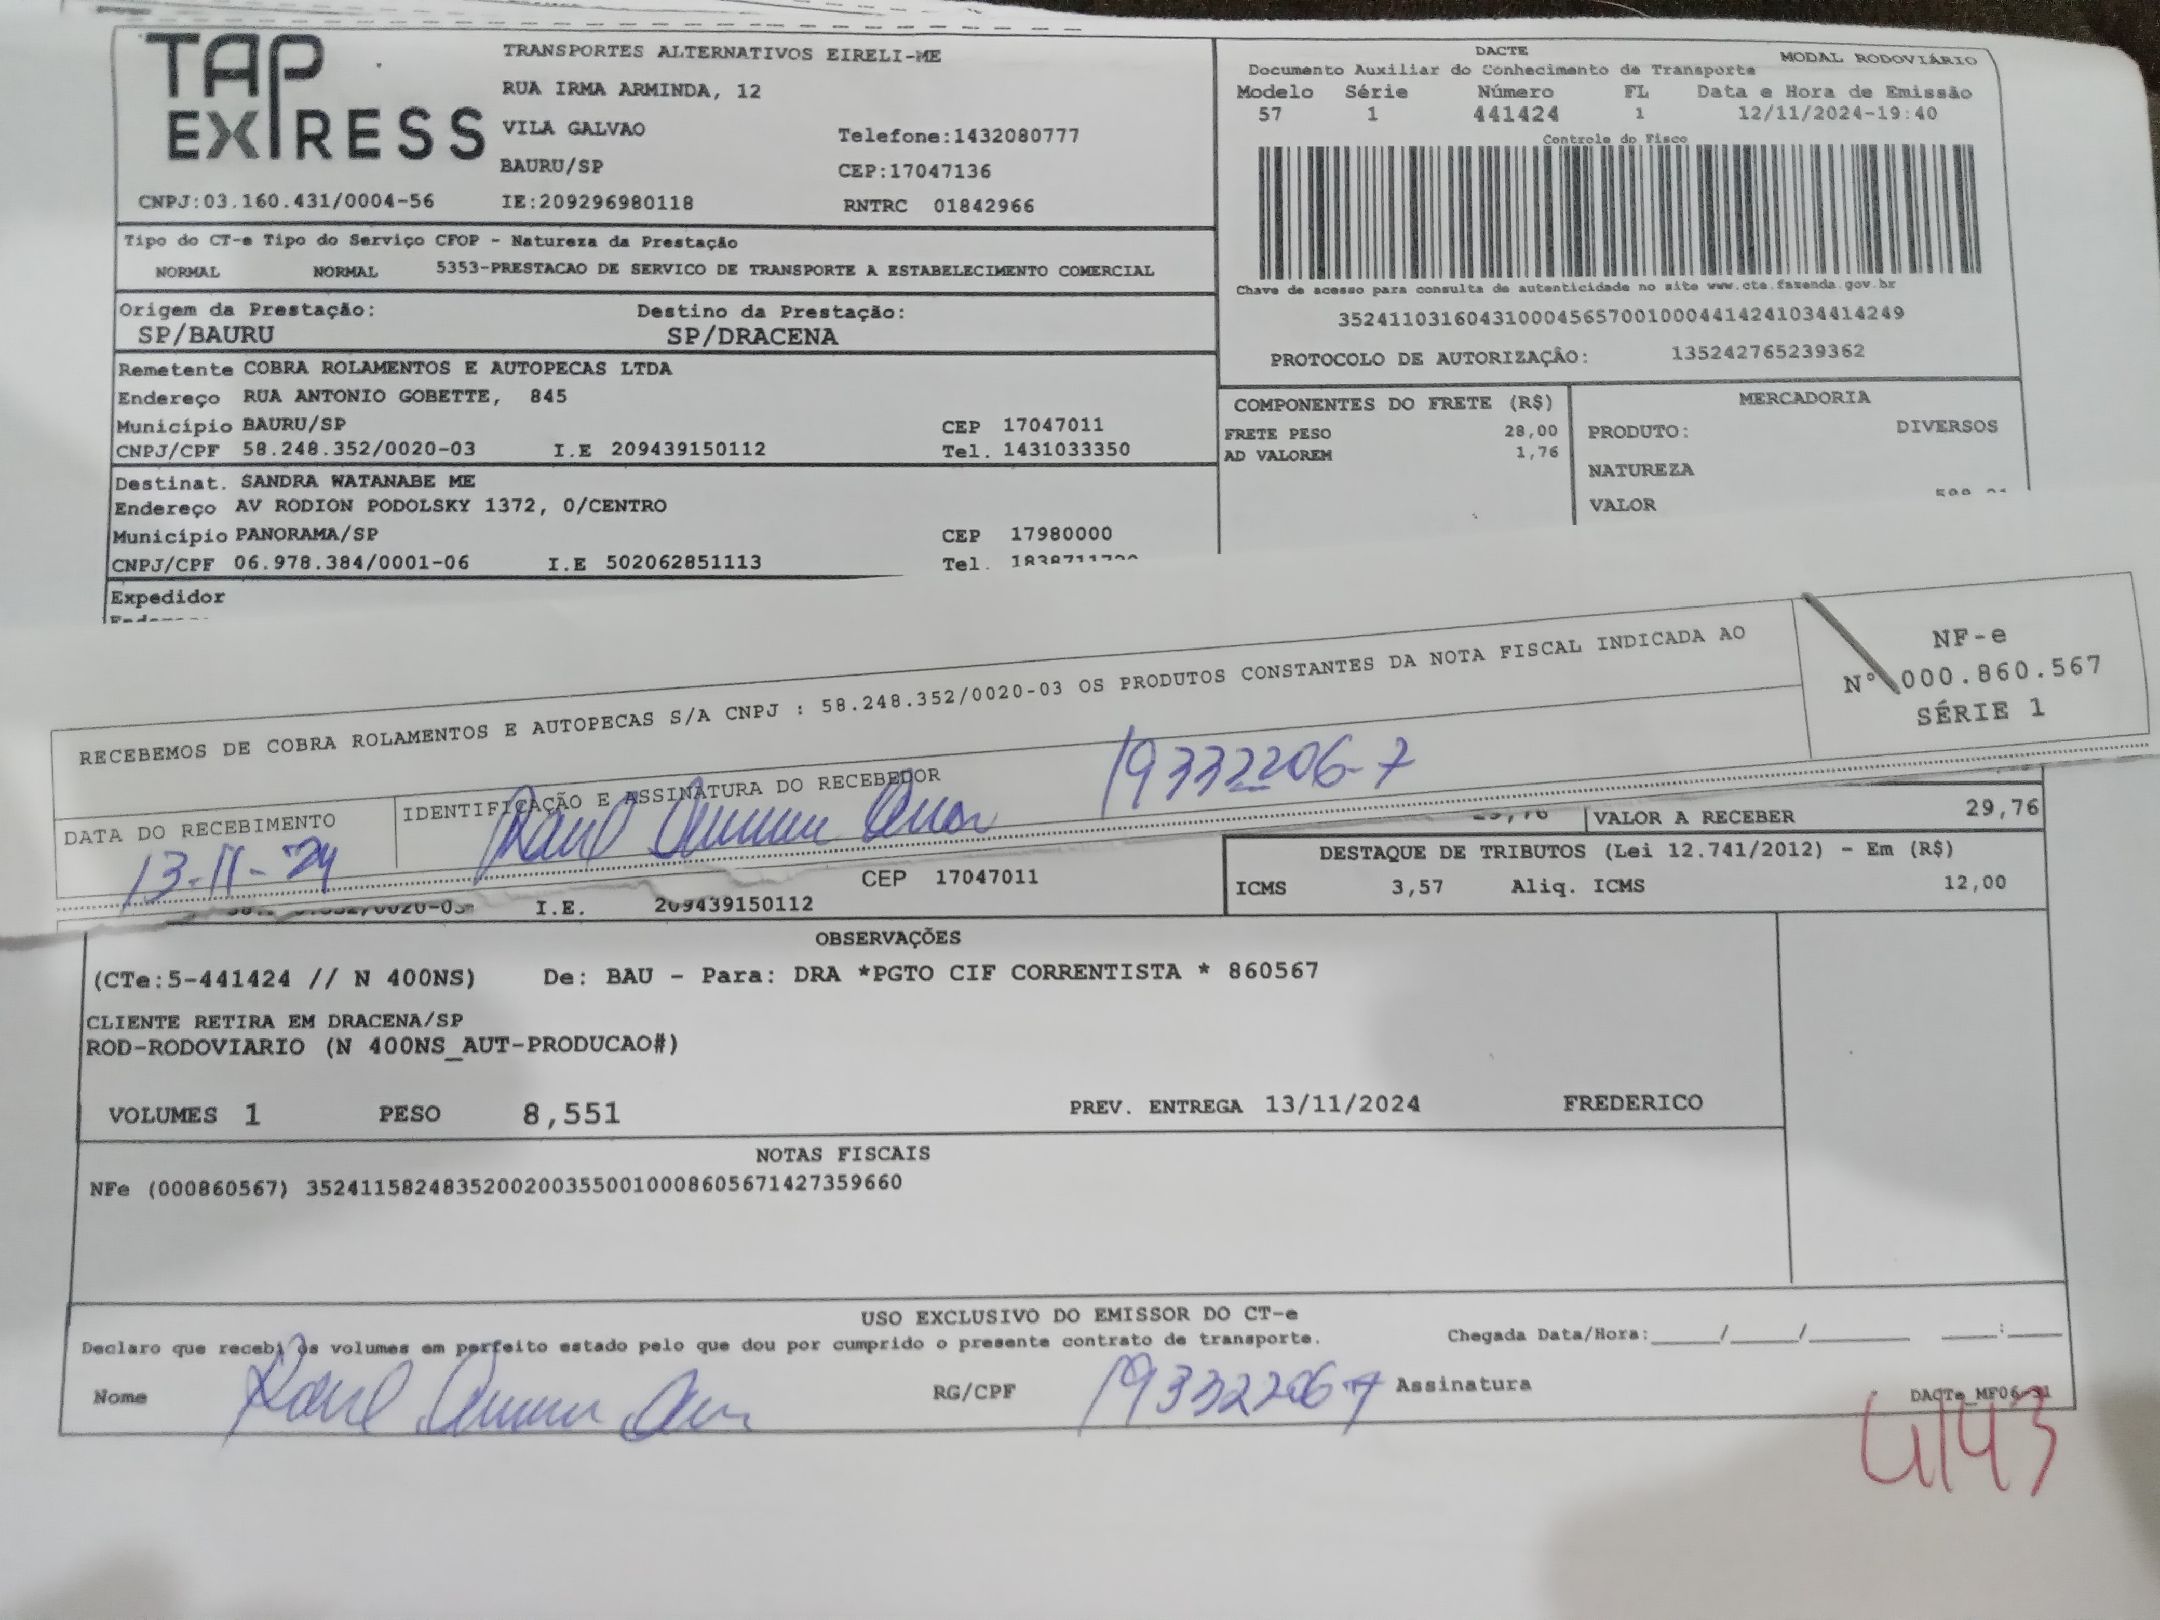 TAP EXPRESS
TRANSPORTES ALTERNATIVOS EIRELI-ME
RUA IRMA ARMINDA, 12
VILA GALVAO Telefone:1432080777
BAURU/SP CEP:17047136
CNPJ:03.160.431/0004-56 IE:209296980118 RNTRC 01842966
DACTE MODAL RODOVIÁRIO
Documento Auxiliar do Conhecimento de Transporte
Modelo Série Número FL Data e Hora de Emissão
57 1 441424 1 12/11/2024-19:40
Controle do Fisco
Chave de acesso para consulta de autenticidade no site www.cte.fazenda.gov.br
35241103160431000456570010004414241034414249
PROTOCOLO DE AUTORIZAÇÃO: 135242765239362
Tipo do CT-e Tipo do Serviço CFOP - Natureza da Prestação
NORMAL NORMAL 5353-PRESTACAO DE SERVICO DE TRANSPORTE A ESTABELECIMENTO COMERCIAL
Origem da Prestação: Destino da Prestação:
SP/BAURU SP/DRACENA
Remetente COBRA ROLAMENTOS E AUTOPECAS LTDA
Endereço RUA ANTONIO GOBETTE, 845
Município BAURU/SP CEP 17047011
CNPJ/CPF 58.248.352/0020-03 I.E 209439150112 Tel. 1431033350
Destinat. SANDRA WATANABE ME
Endereço AV RODION PODOLSKY 1372, 0/CENTRO
Município PANORAMA/SP CEP 17980000
CNPJ/CPF 06.978.384/0001-06 I.E 502062851113 Tel.
Expedidor
COMPONENTES DO FRETE (R$)
FRETE PESO 28,00
AD VALOREM 1,76
MERCADORIA
PRODUTO: DIVERSOS
NATUREZA
VALOR
RECEBEMOS DE COBRA ROLAMENTOS E AUTOPECAS S/A CNPJ : 58.248.352/0020-03 OS PRODUTOS CONSTANTES DA NOTA FISCAL INDICADA AO
NF-e
N° 000.860.567
SÉRIE 1
DATA DO RECEBIMENTO IDENTIFICAÇÃO E ASSINATURA DO RECEBEDOR
13-11-24 19332206-7
VALOR A RECEBER 29,76
DESTAQUE DE TRIBUTOS (Lei 12.741/2012) - Em (R$)
ICMS 3,57 Aliq. ICMS 12,00
CEP 17047011
I.E. 209439150112
OBSERVAÇÕES
(CTe:5-441424 // N 400NS) De: BAU - Para: DRA *PGTO CIF CORRENTISTA * 860567
CLIENTE RETIRA EM DRACENA/SP
ROD-RODOVIARIO (N 400NS_AUT-PRODUCAO#)
VOLUMES 1 PESO 8,551 PREV. ENTREGA 13/11/2024 FREDERICO
NOTAS FISCAIS
NFe (000860567) 35241158248352002003550010008605671427359660
USO EXCLUSIVO DO EMISSOR DO CT-e
Declaro que recebi os volumes em perfeito estado pelo que dou por cumprido o presente contrato de transporte. Chegada Data/Hora:____/____/______ ___:___
Nome RG/CPF 193322067 Assinatura
4143